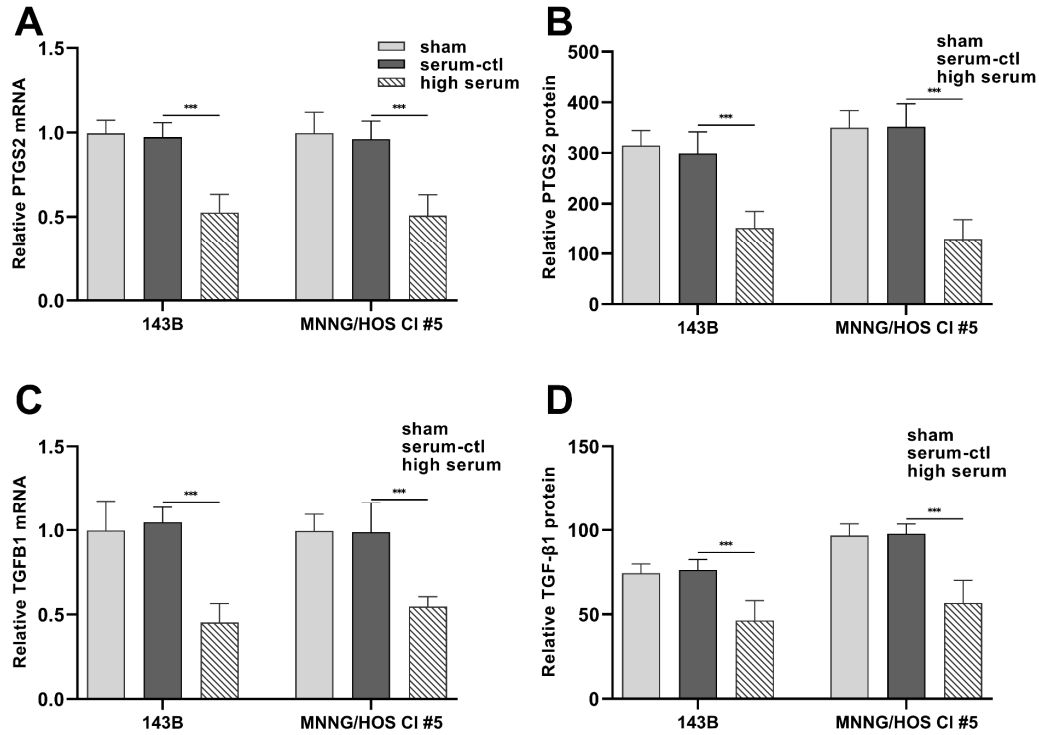 A
Relative PTGS2 mRNA
1.5
1.0
0.5
0.0
sham
serum-ctl
high serum
***
***
143B
MNNG/HOS Cl #5
B
Relative PTGS2 protein
500
400
300
200
100
0
sham
serum-ctl
high serum
***
***
143B
MNNG/HOS Cl #5
C
Relative TGFB1 mRNA
1.5
1.0
0.5
0.0
sham
serum-ctl
high serum
***
***
143B
MNNG/HOS Cl #5
D
Relative TGF-β1 protein
150
100
50
0
sham
serum-ctl
high serum
***
***
143B
MNNG/HOS Cl #5